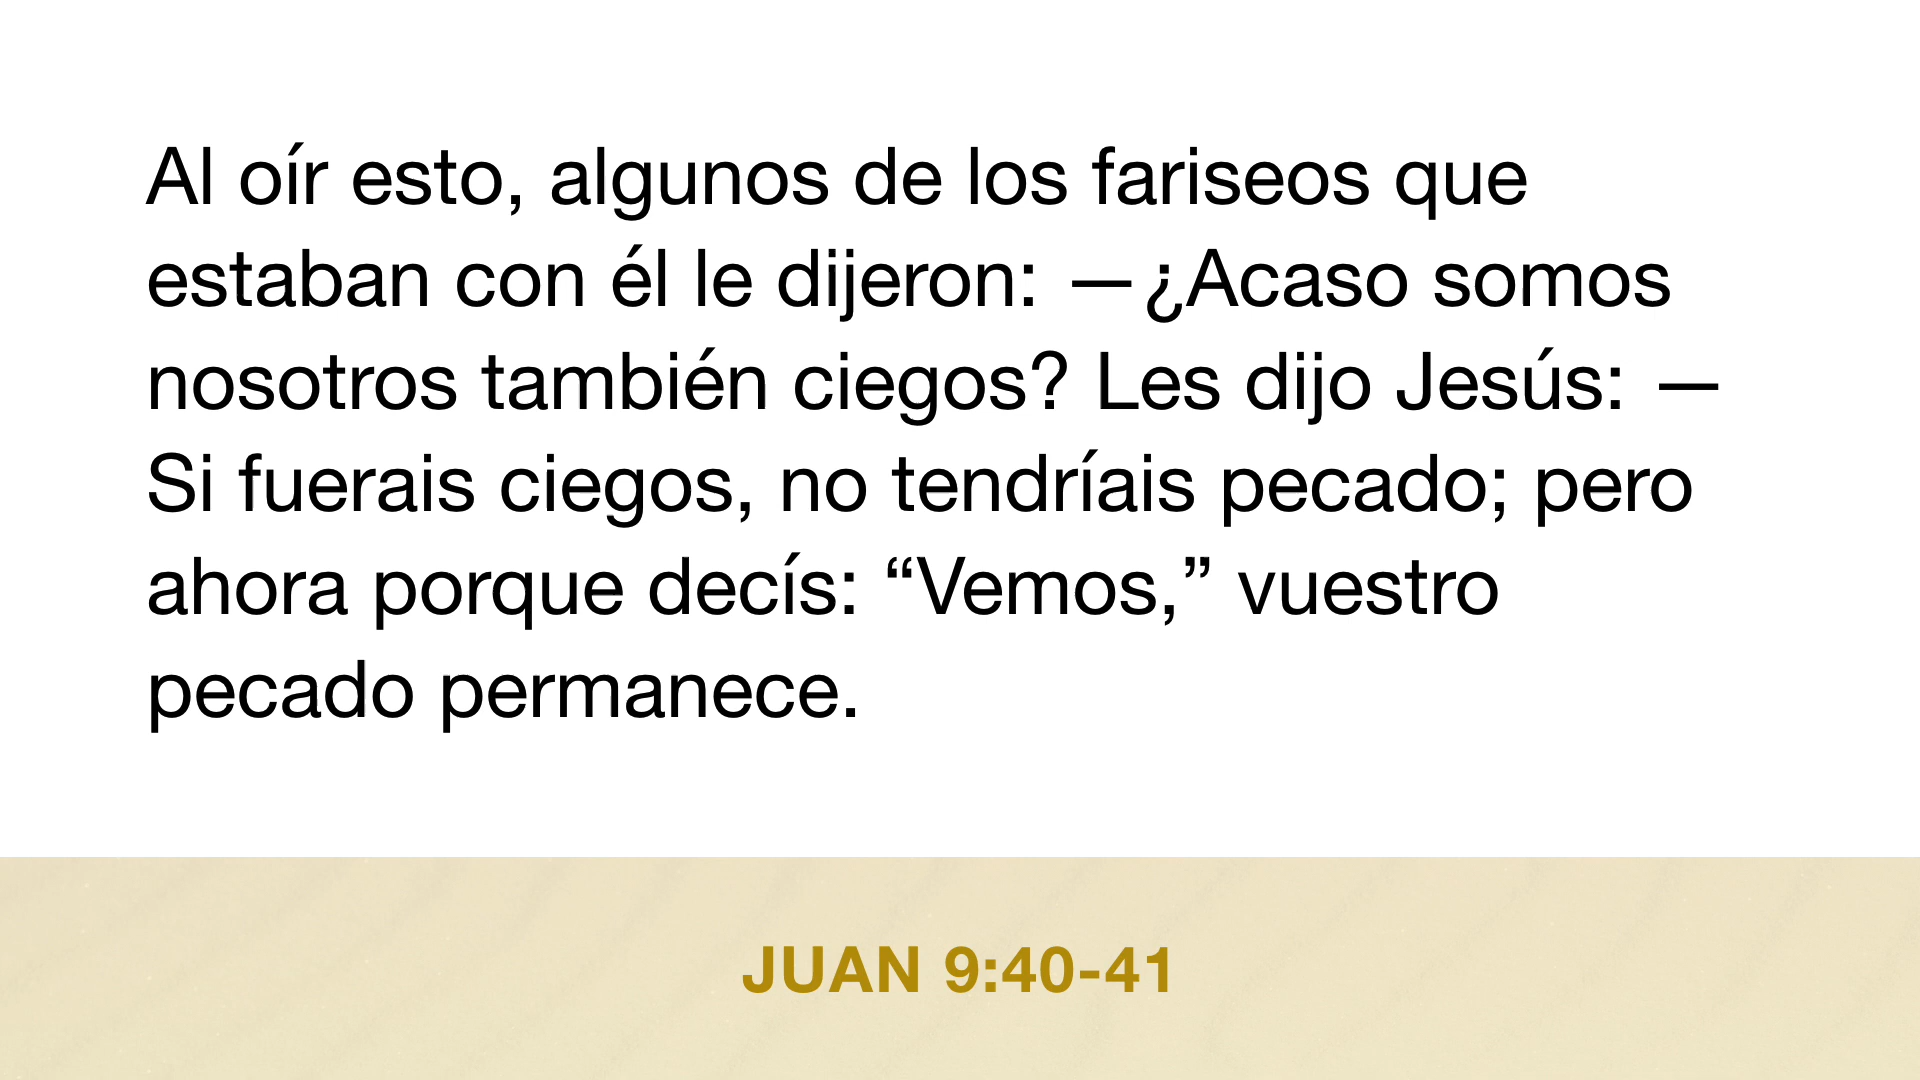 Al oír esto, algunos de los fariseos que
estaban con él le dijeron: —¿Acaso somos
nosotros también ciegos? Les dijo Jesús: —
Si fuerais ciegos, no tendríais pecado; pero
ahora porque decís: “Vemos,” vuestro
pecado permanece.
JUAN 9:40-41